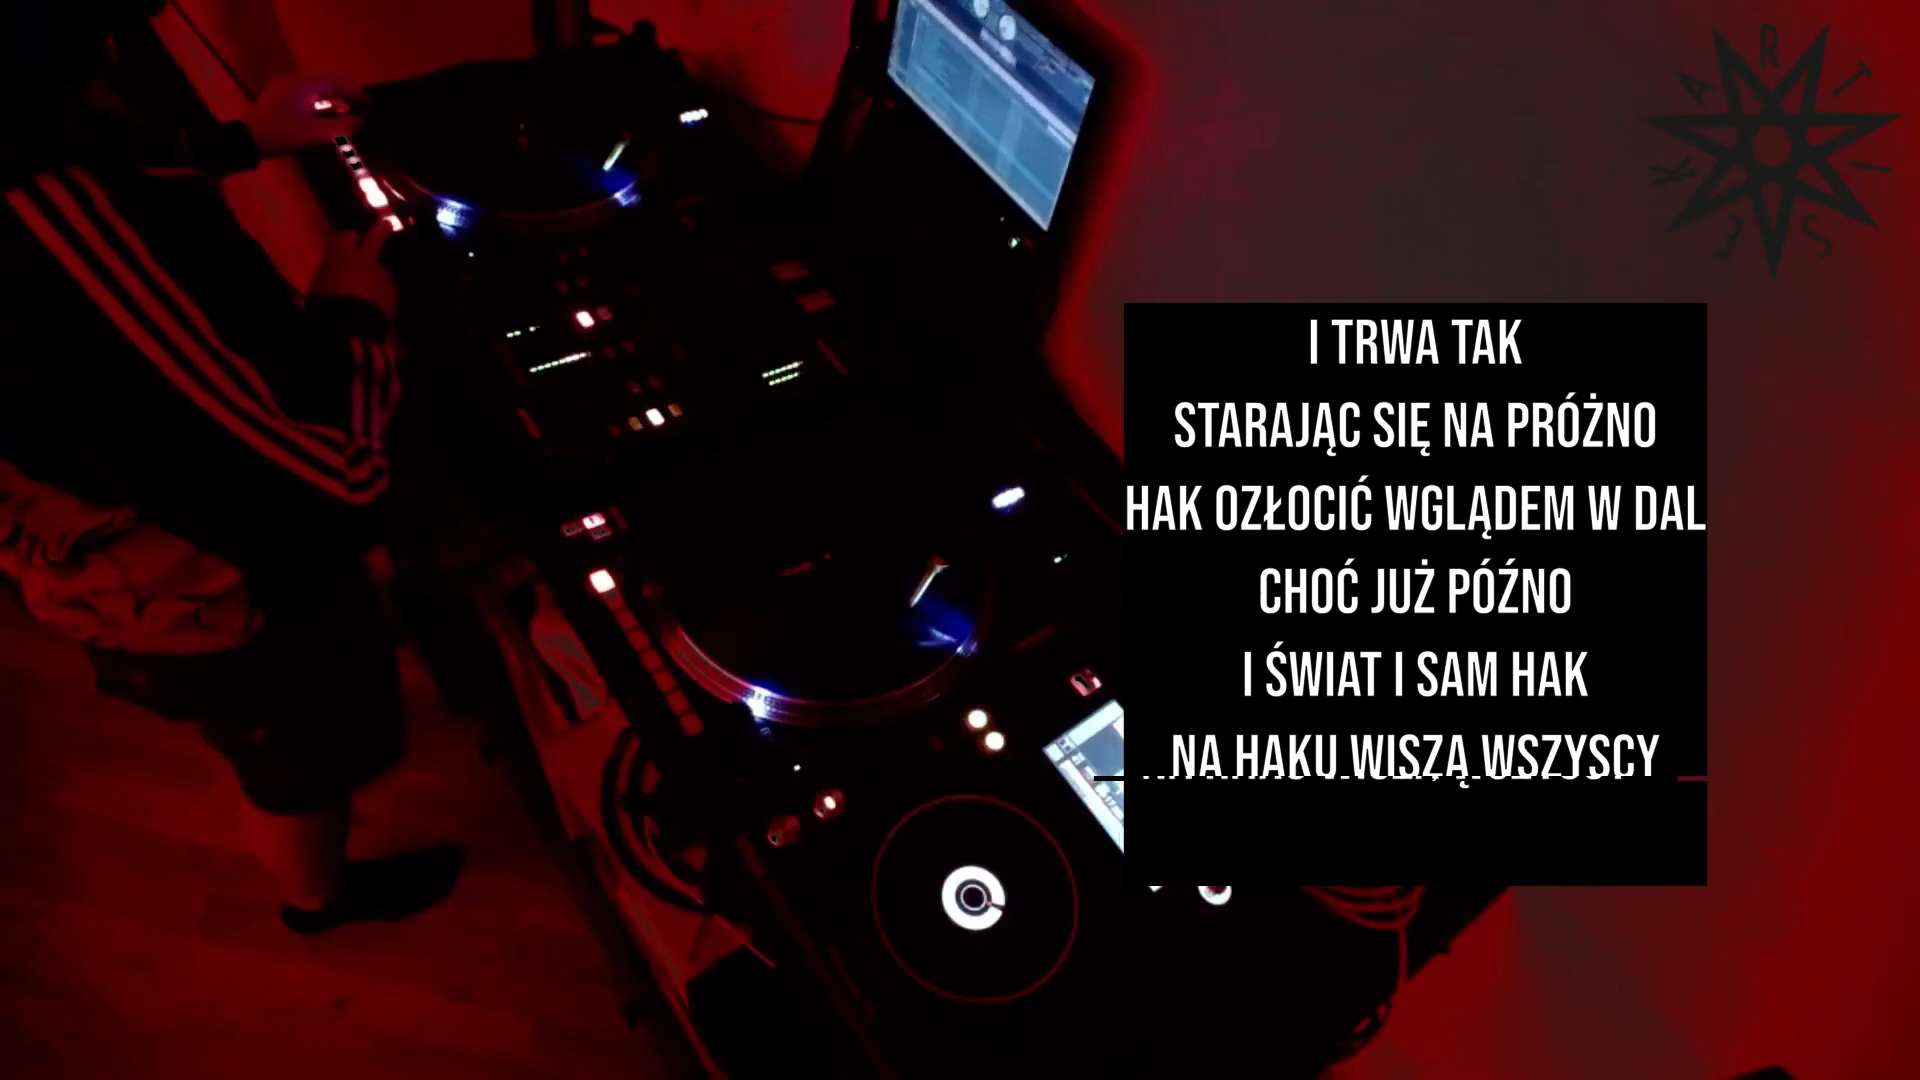 KARTISE
I TRWA TAK
STARAJĄC SIĘ NA PRÓŻNO
HAK OZŁOCIĆ WGLĄDEM W DAL
CHOĆ JUŻ PÓŹNO
I ŚWIAT I SAM HAK
NA HAKU WISZĄ WSZYSCY